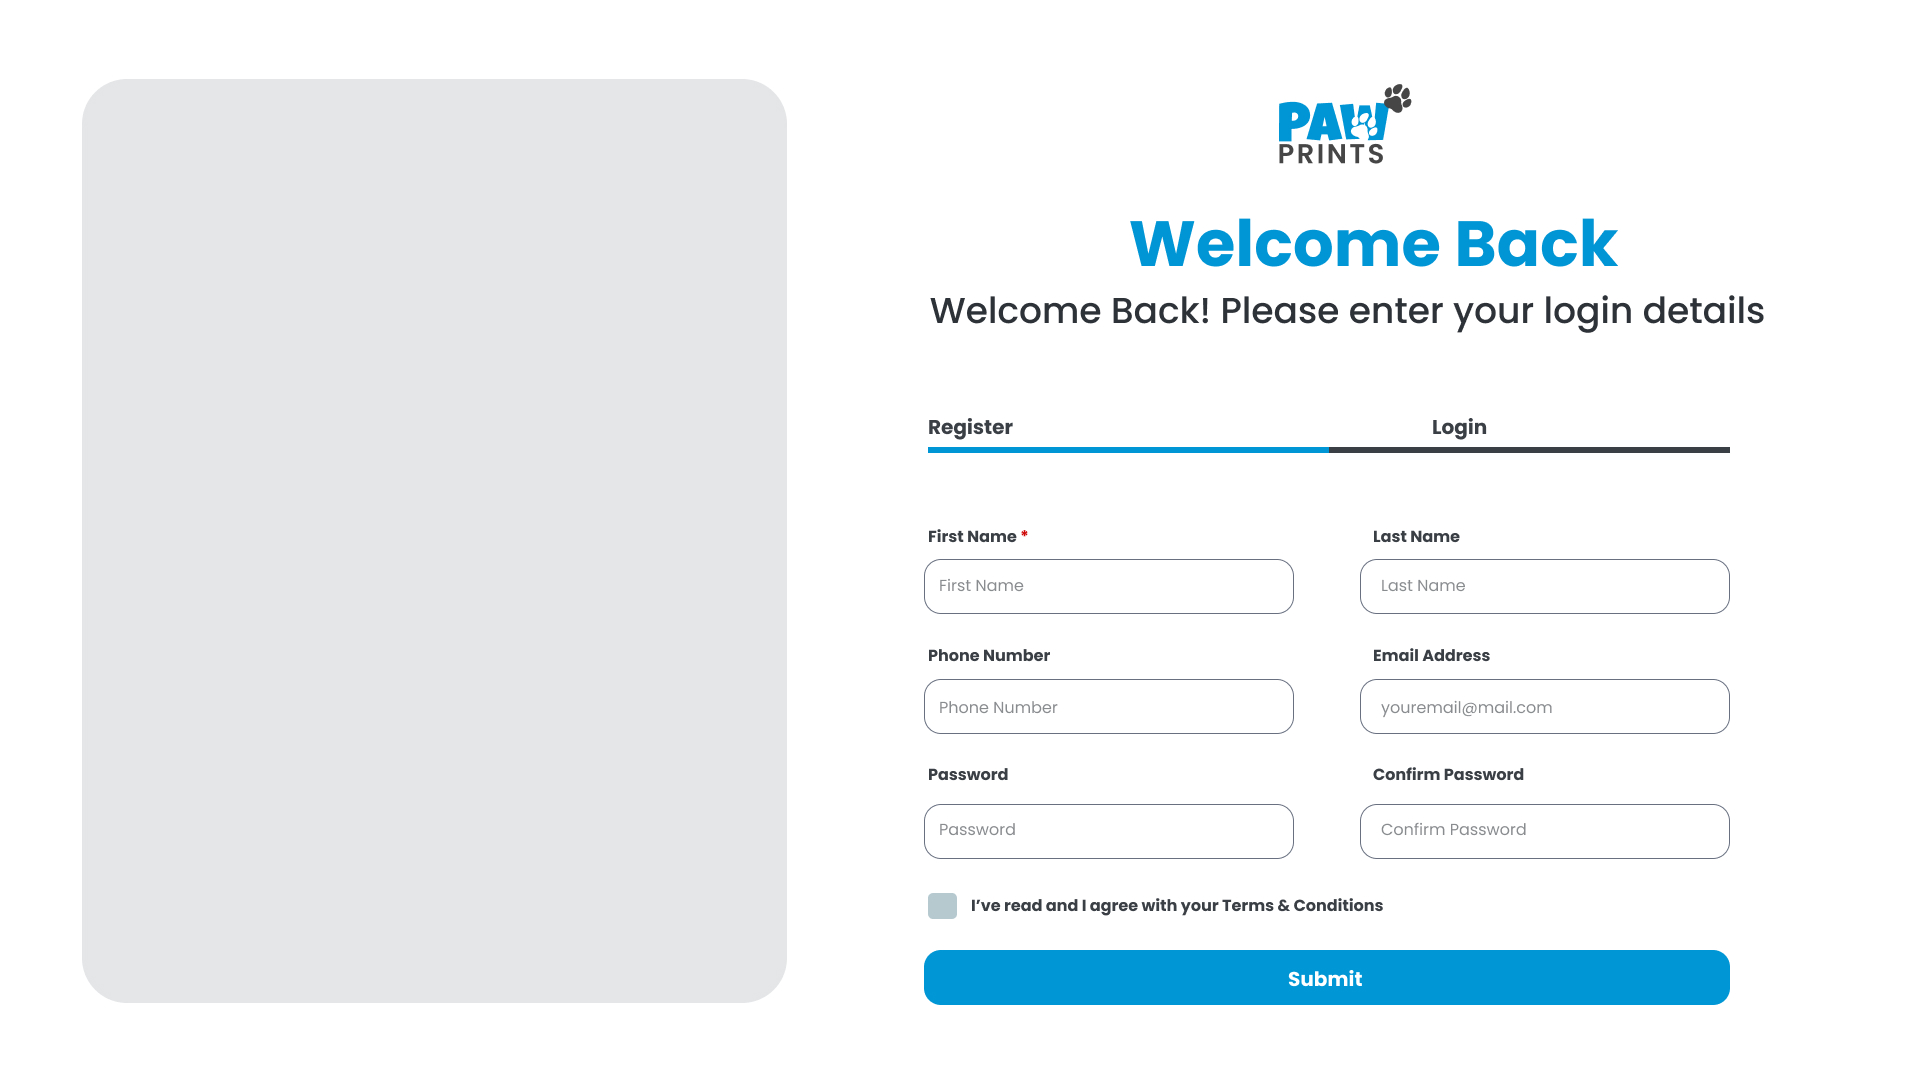 PAW
PRINTS
Welcome Back
Welcome Back! Please enter your login details
Register Login
First Name * Last Name
First Name Last Name
Phone Number Email Address
Phone Number youremail@mail.com
Password Confirm Password
Password Confirm Password
I’ve read and I agree with your Terms & Conditions
Submit